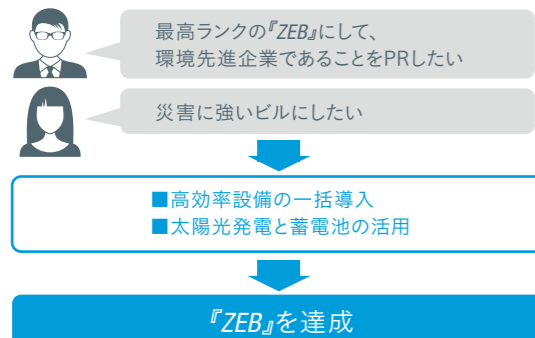 最高ランクの『ZEB』にして、
環境先進企業であることをPRしたい
災害に強いビルにしたい
■高効率設備の一括導入
■太陽光発電と蓄電池の活用
『ZEB』を達成